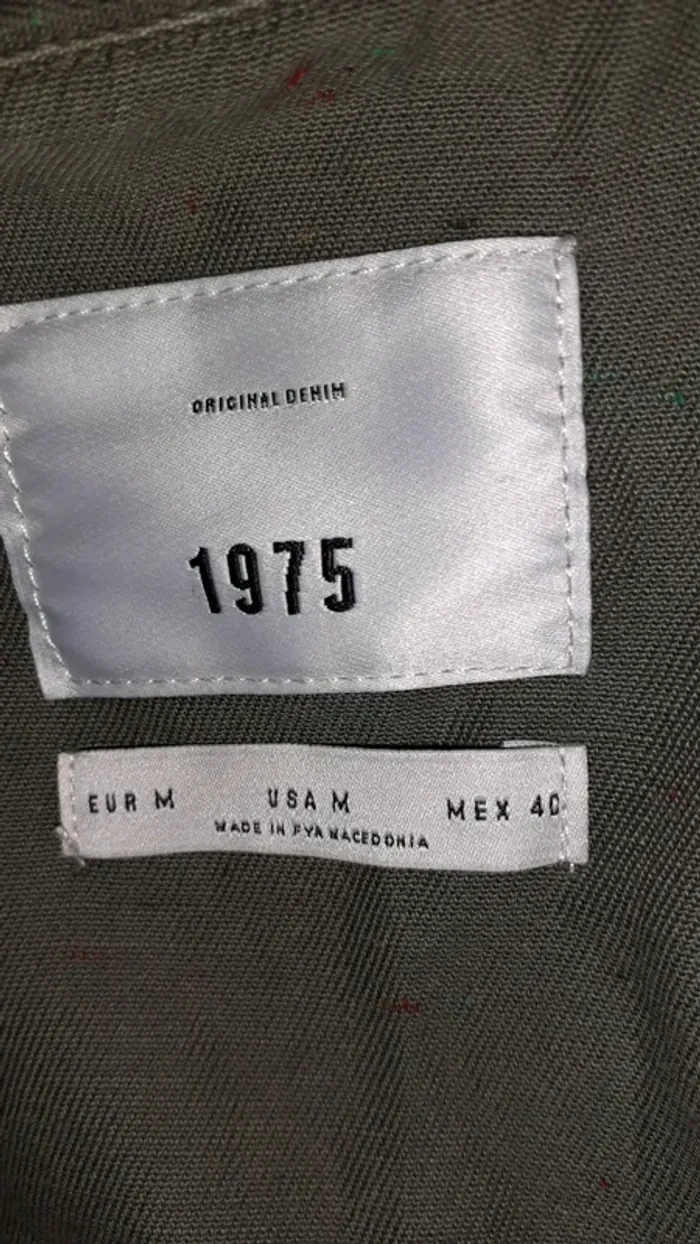 ORIGINAL DENIM
1975
EUR M USA M MEX 40
MADE IN FYR MACEDONIA